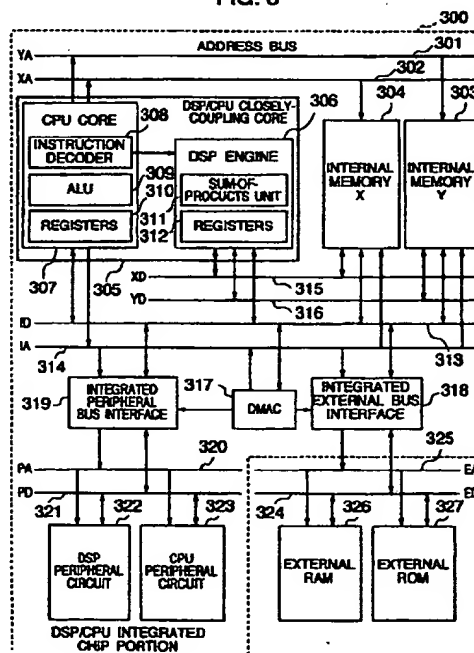 300
ADDRESS BUS
YA
301
XA
302
304
303
DSP/CPU CLOSELY-
COUPLING CORE
306
CPU CORE
308
INSTRUCTION
DECODER
DSP ENGINE
INTERNAL
MEMORY
X
INTERNAL
MEMORY
Y
ALU
309
310
SUM-OF-
PRODUCTS UNIT
311
REGISTERS
312
REGISTERS
307
305
XD
315
YD
316
ID
313
IA
314
317
319
INTEGRATED
PERIPHERAL
BUS INTERFACE
DMAC
INTEGRATED
EXTERNAL BUS
INTERFACE
318
320
325
PA
PD
321
322
323
324
326
327
DSP
PERIPHERAL
CIRCUIT
CPU
PERIPHERAL
CIRCUIT
EXTERNAL
RAM
EXTERNAL
ROM
DSP/CPU INTEGRATED
CHIP PORTION